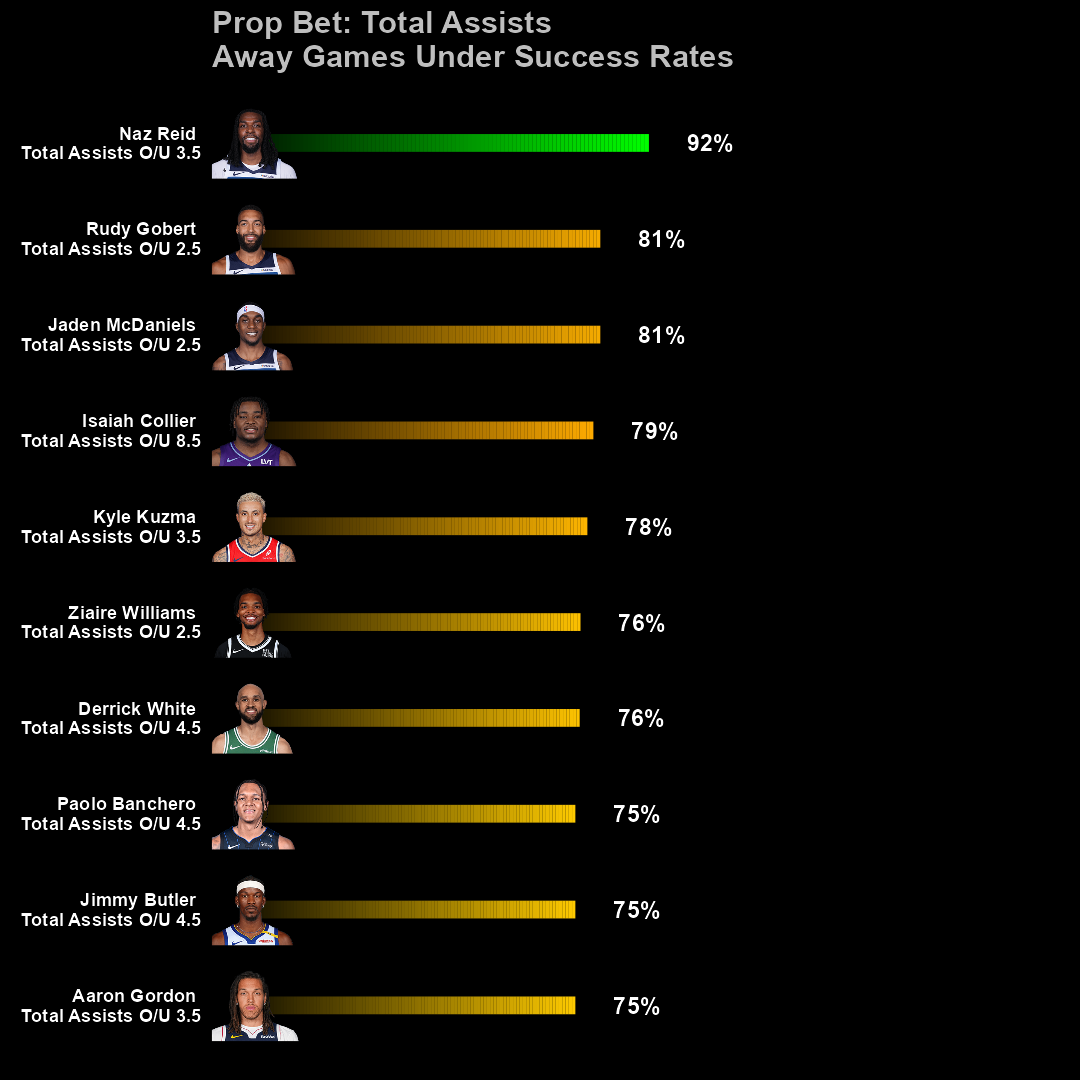 Prop Bet: Total Assists
Away Games Under Success Rates
Naz Reid
Total Assists O/U 3.5
92%
Rudy Gobert
Total Assists O/U 2.5
81%
Jaden McDaniels
Total Assists O/U 2.5
81%
Isaiah Collier
Total Assists O/U 8.5
79%
Kyle Kuzma
Total Assists O/U 3.5
78%
Ziaire Williams
Total Assists O/U 2.5
76%
Derrick White
Total Assists O/U 4.5
76%
Paolo Banchero
Total Assists O/U 4.5
75%
Jimmy Butler
Total Assists O/U 4.5
75%
Aaron Gordon
Total Assists O/U 3.5
75%